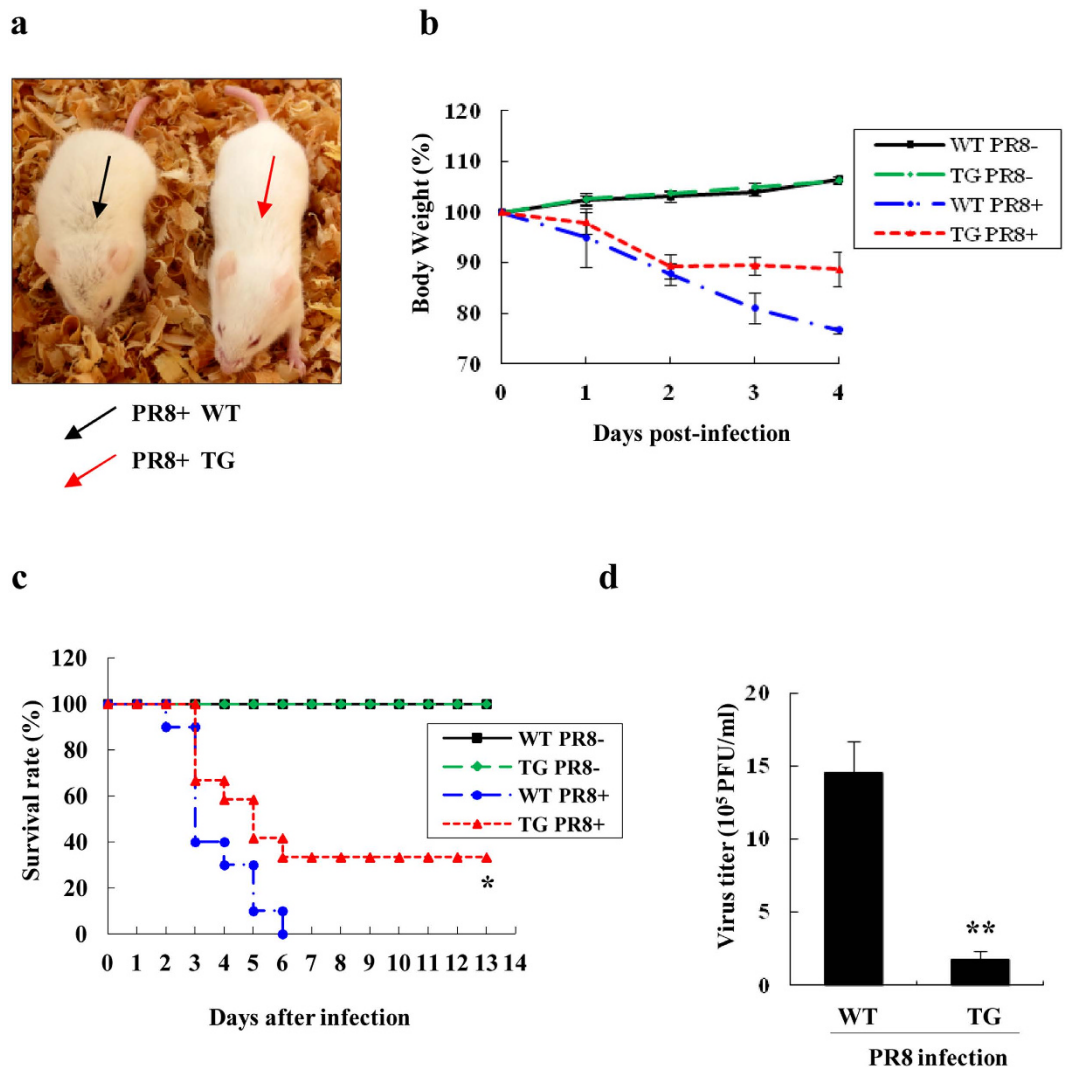 a
PR8+ WT
PR8+ TG
b
120
110
100
90
80
70
Body Weight (%)
0 1 2 3 4
Days post-infection
WT PR8-
TG PR8-
WT PR8+
TG PR8+
c
120
100
80
60
40
20
0
Survival rate (%)
0 1 2 3 4 5 6 7 8 9 10 11 12 13 14
Days after infection
WT PR8-
TG PR8-
WT PR8+
TG PR8+
*
d
20
15
10
5
0
Virus titer (10⁵ PFU/ml)
**
WT TG
PR8 infection